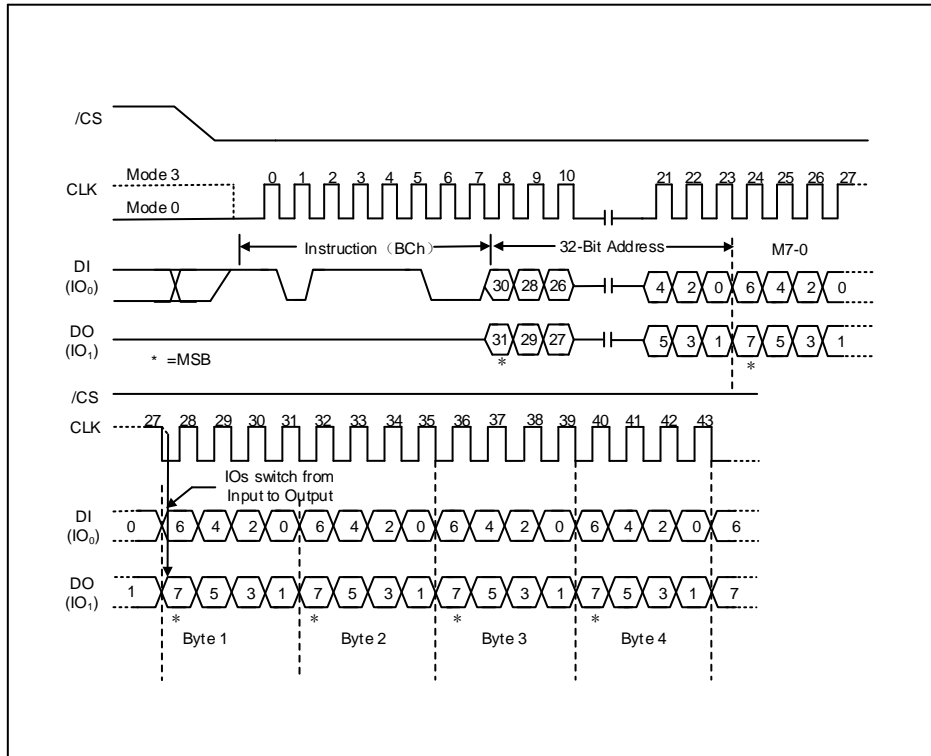 /CS
Mode 3
CLK
Mode 0
0 1 2 3 4 5 6 7 8 9 10 21 22 23 24 25 26 27
Instruction（BCh） 32-Bit Address M7-0
DI
(IO₀)
30 28 26 4 2 0 6 4 2 0
DO
(IO₁)
31 29 27 5 3 1 7 5 3 1
* =MSB * *
/CS
CLK
27 28 29 30 31 32 33 34 35 36 37 38 39 40 41 42 43
IOs switch from
Input to Output
DI
(IO₀)
0 6 4 2 0 6 4 2 0 6 4 2 0 6 4 2 0 6
DO
(IO₁)
1 7 5 3 1 7 5 3 1 7 5 3 1 7 5 3 1 7
* * * *
Byte 1 Byte 2 Byte 3 Byte 4